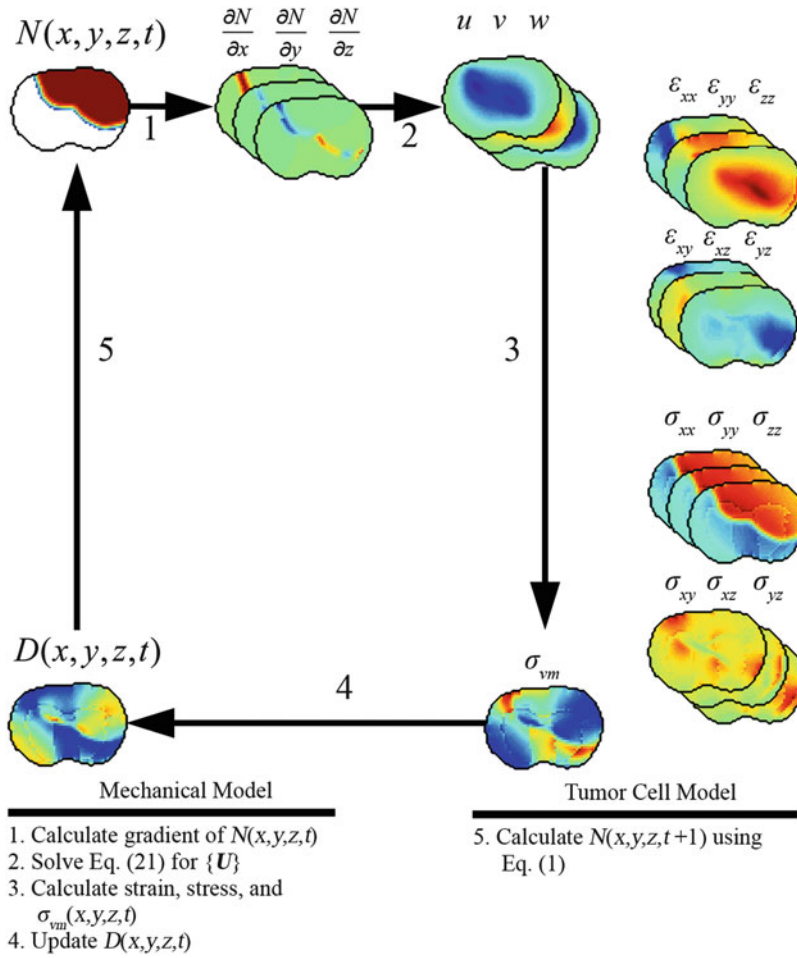 N(x,y,z,t)
∂N/∂x ∂N/∂y ∂N/∂z
u v w
1
2
ε_xx ε_yy ε_zz
ε_xy ε_xz ε_yz
5
3
σ_xx σ_yy σ_zz
σ_xy σ_xz σ_yz
D(x,y,z,t)
4
σ_vm
Mechanical Model
1. Calculate gradient of N(x,y,z,t)
2. Solve Eq. (21) for {U}
3. Calculate strain, stress, and
σ_vm(x,y,z,t)
4. Update D(x,y,z,t)
Tumor Cell Model
5. Calculate N(x,y,z,t+1) using
Eq. (1)